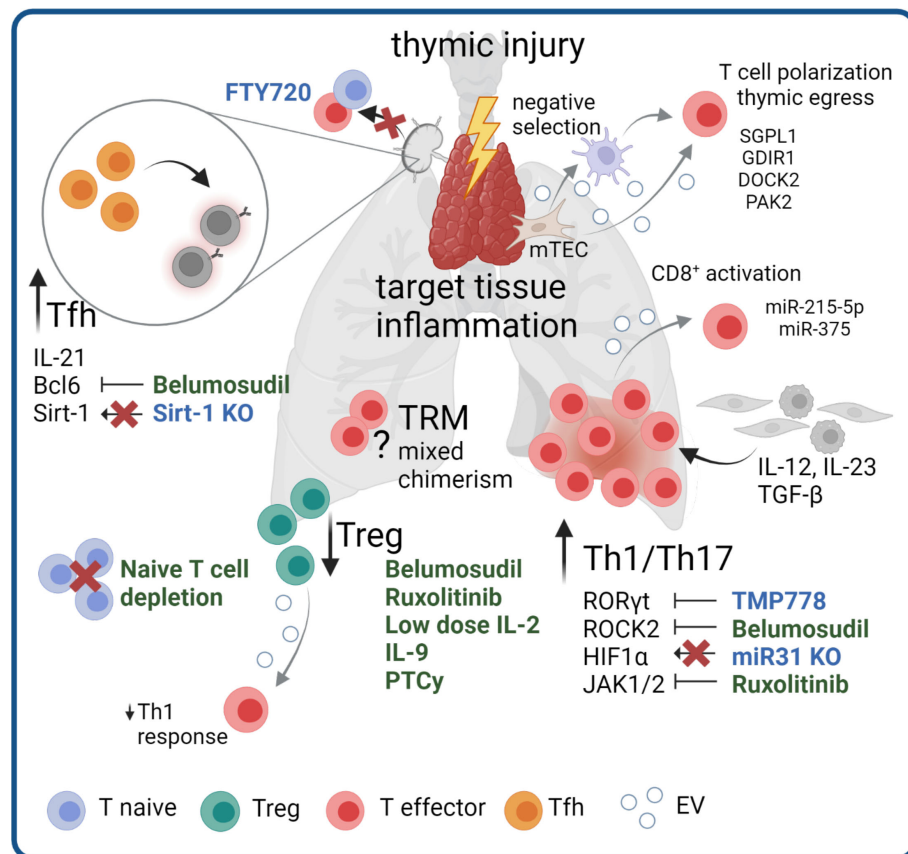 thymic injury
FTY720
negative
selection
T cell polarization
thymic egress
SGPL1
GDIR1
DOCK2
PAK2
mTEC
target tissue
inflammation
CD8⁺ activation
miR-215-5p
miR-375
Tfh
IL-21
Bcl6
Belumosudil
Sirt-1
Sirt-1 KO
TRM
?
mixed
chimerism
IL-12, IL-23
TGF-β
Naive T cell
depletion
Treg
Belumosudil
Ruxolitinib
Low dose IL-2
IL-9
PTCy
Th1/Th17
RORγt
TMP778
ROCK2
Belumosudil
HIF1α
miR31 KO
JAK1/2
Ruxolitinib
Th1
response
T naive
Treg
T effector
Tfh
EV